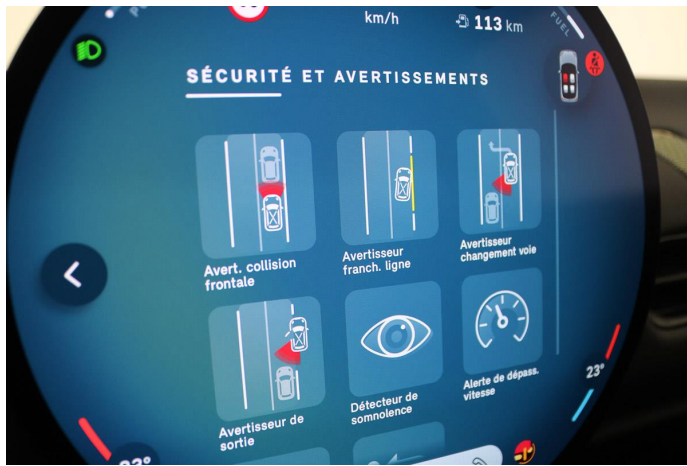 km/h
113 km
FUEL
SÉCURITÉ ET AVERTISSEMENTS
Avert. collision
frontale
Avertisseur
franch. ligne
Avertisseur
changement voie
Avertisseur de
sortie
Détecteur de
somnolence
Alerte de dépass.
vitesse
23°